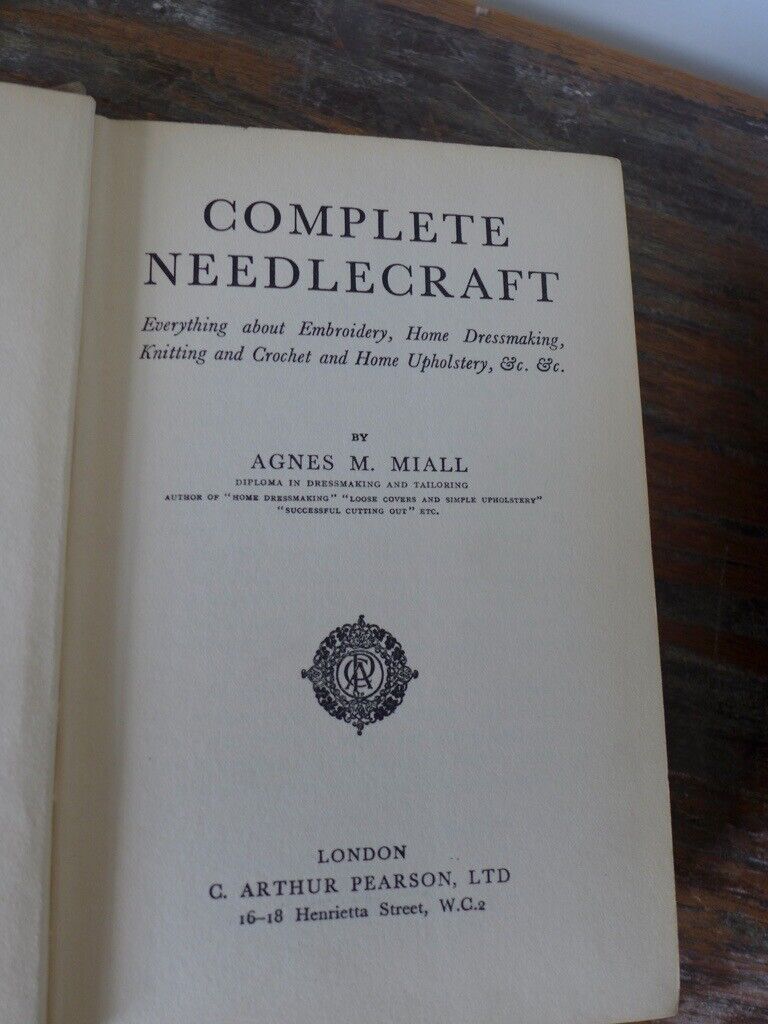 COMPLETE
NEEDLECRAFT
Everything about Embroidery, Home Dressmaking,
Knitting and Crochet and Home Upholstery, &c. &c.
BY
AGNES M. MIALL
DIPLOMA IN DRESSMAKING AND TAILORING
AUTHOR OF "HOME DRESSMAKING" "LOOSE COVERS AND SIMPLE UPHOLSTERY"
"SUCCESSFUL CUTTING OUT" ETC.
LONDON
C. ARTHUR PEARSON, LTD
16–18 Henrietta Street, W.C.2